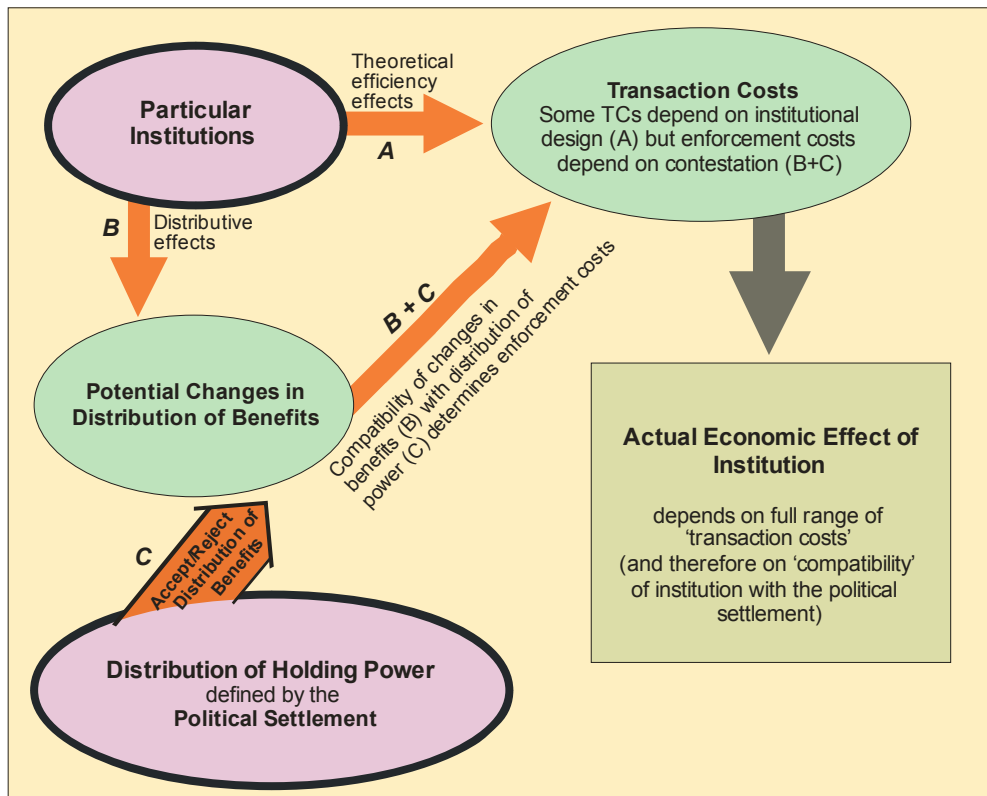 Particular
Institutions
Theoretical
efficiency
effects
A
Transaction Costs
Some TCs depend on institutional
design (A) but enforcement costs
depend on contestation (B+C)
B
Distributive
effects
B + C
Compatibility of changes in
benefits (B) with distribution of
power (C) determines enforcement costs
Potential Changes in
Distribution of Benefits
Actual Economic Effect of
Institution
depends on full range of
‘transaction costs’
(and therefore on ‘compatibility’
of institution with the political
settlement)
C
Accept/Reject
Distribution of
Benefits
Distribution of Holding Power
defined by the
Political Settlement